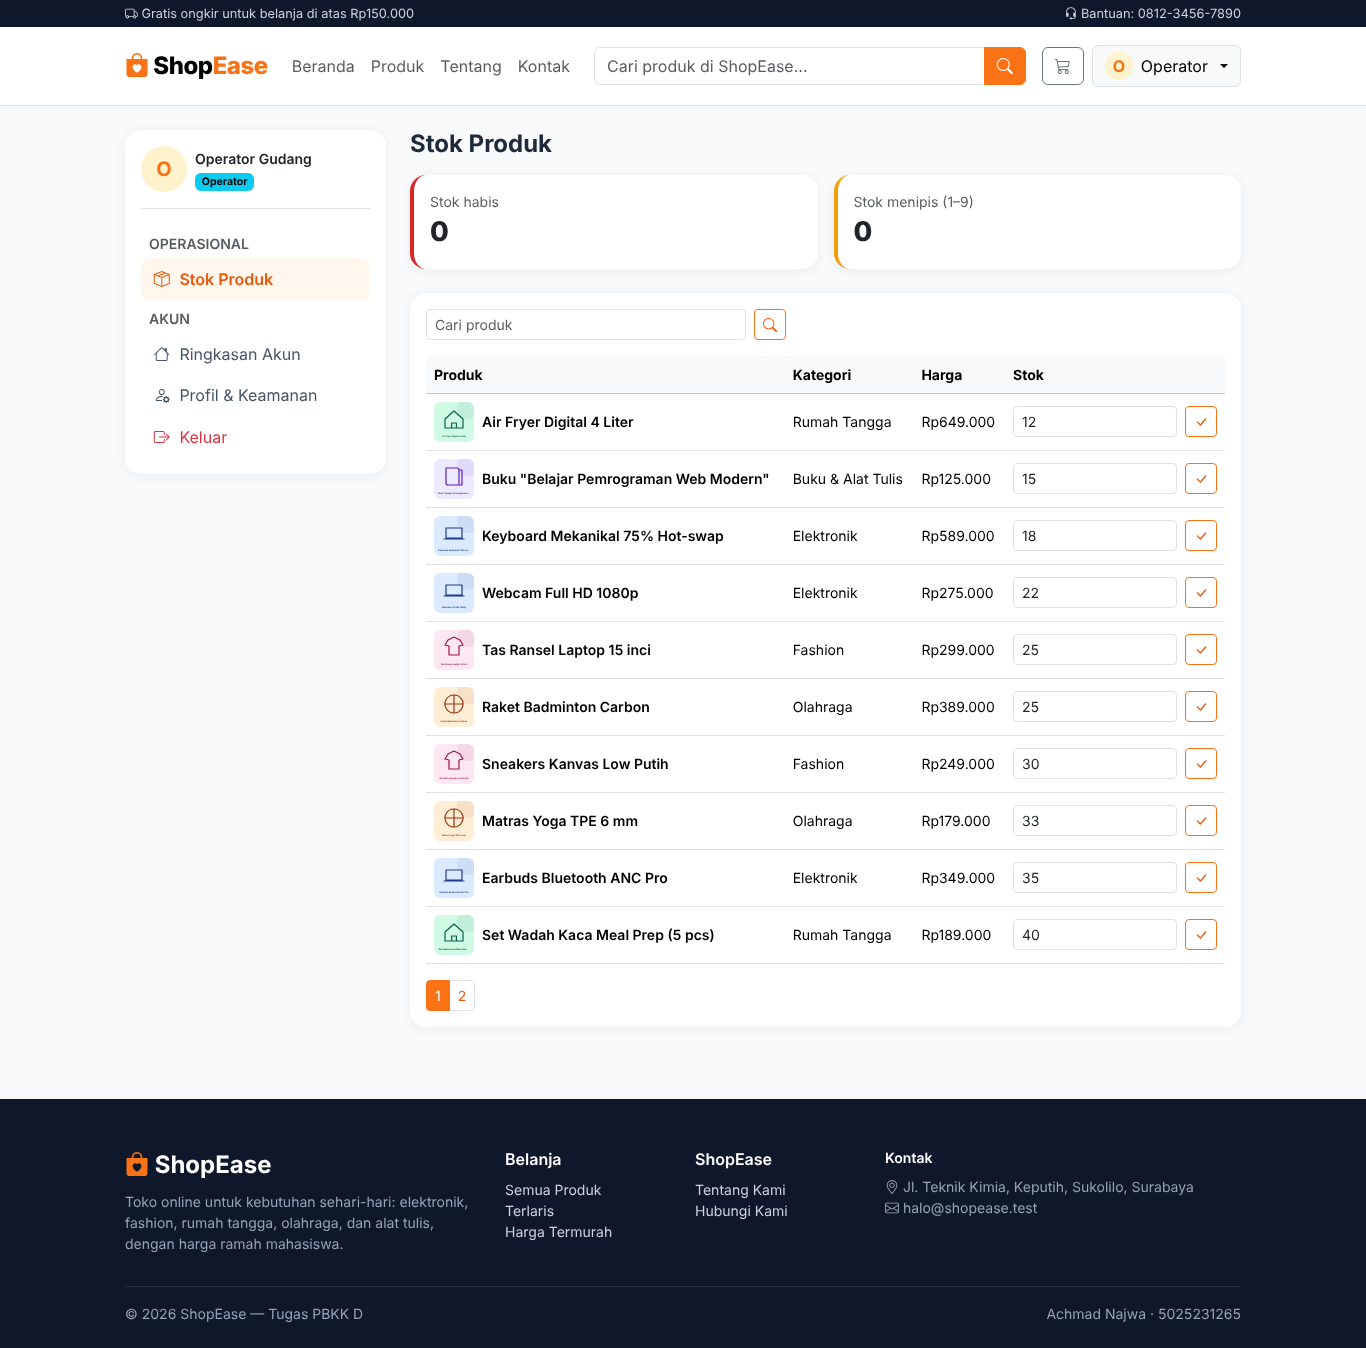 Gratis ongkir untuk belanja di atas Rp150.000
Bantuan: 0812-3456-7890
ShopEase
Beranda
Produk
Tentang
Kontak
Cari produk di ShopEase...
O
Operator
O
Operator Gudang
Operator
OPERASIONAL
Stok Produk
AKUN
Ringkasan Akun
Profil & Keamanan
Keluar
Stok Produk
Stok habis
0
Stok menipis (1–9)
0
Cari produk
Produk Kategori Harga Stok
Air Fryer Digital 4 Liter Rumah Tangga Rp649.000 12
Buku "Belajar Pemrograman Web Modern" Buku & Alat Tulis Rp125.000 15
Keyboard Mekanikal 75% Hot-swap Elektronik Rp589.000 18
Webcam Full HD 1080p Elektronik Rp275.000 22
Tas Ransel Laptop 15 inci Fashion Rp299.000 25
Raket Badminton Carbon Olahraga Rp389.000 25
Sneakers Kanvas Low Putih Fashion Rp249.000 30
Matras Yoga TPE 6 mm Olahraga Rp179.000 33
Earbuds Bluetooth ANC Pro Elektronik Rp349.000 35
Set Wadah Kaca Meal Prep (5 pcs) Rumah Tangga Rp189.000 40
1 2
ShopEase
Toko online untuk kebutuhan sehari-hari: elektronik,
fashion, rumah tangga, olahraga, dan alat tulis,
dengan harga ramah mahasiswa.
Belanja
Semua Produk
Terlaris
Harga Termurah
ShopEase
Tentang Kami
Hubungi Kami
Kontak
Jl. Teknik Kimia, Keputih, Sukolilo, Surabaya
halo@shopease.test
© 2026 ShopEase — Tugas PBKK D
Achmad Najwa · 5025231265